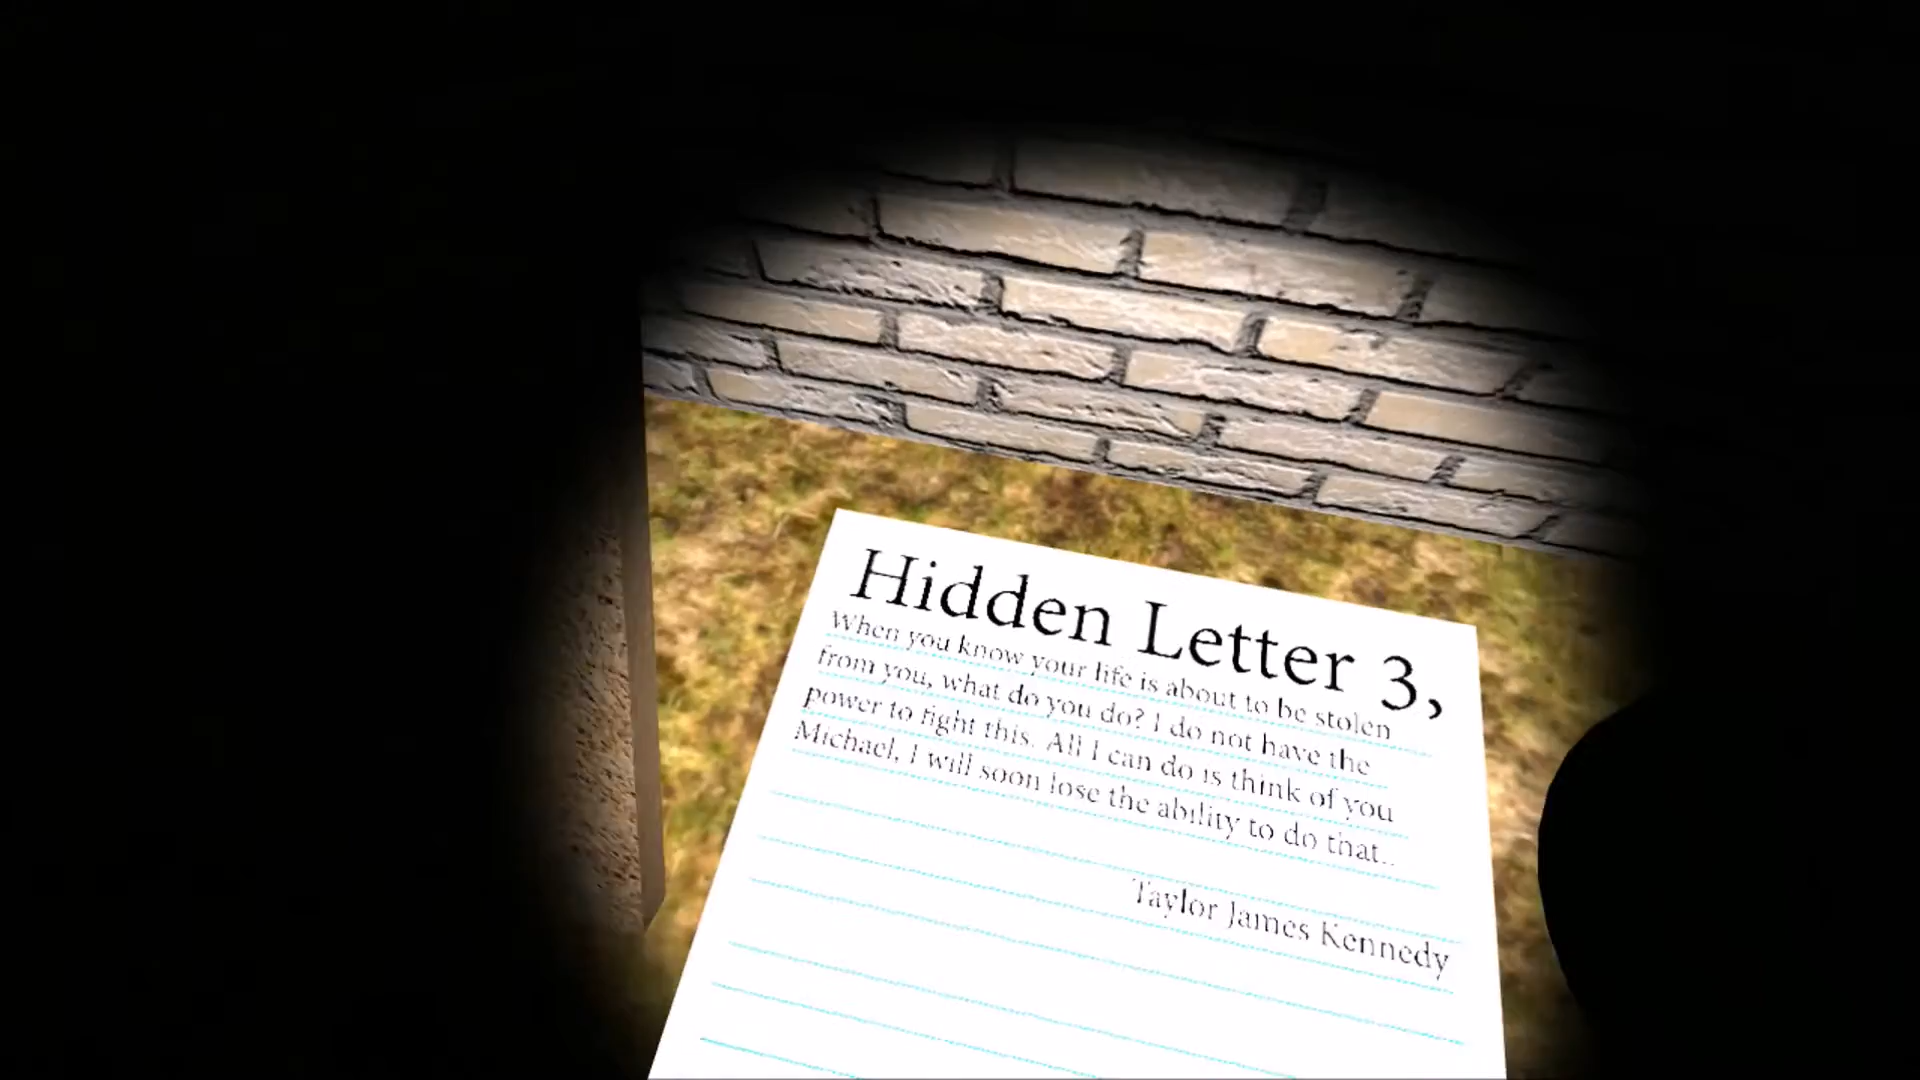 Hidden Letter 3,
When you know your life is about to be stolen
from you, what do you do? I do not have the
power to fight this. All I can do is think of you
Michael, I will soon lose the ability to do that..
Taylor James Kennedy